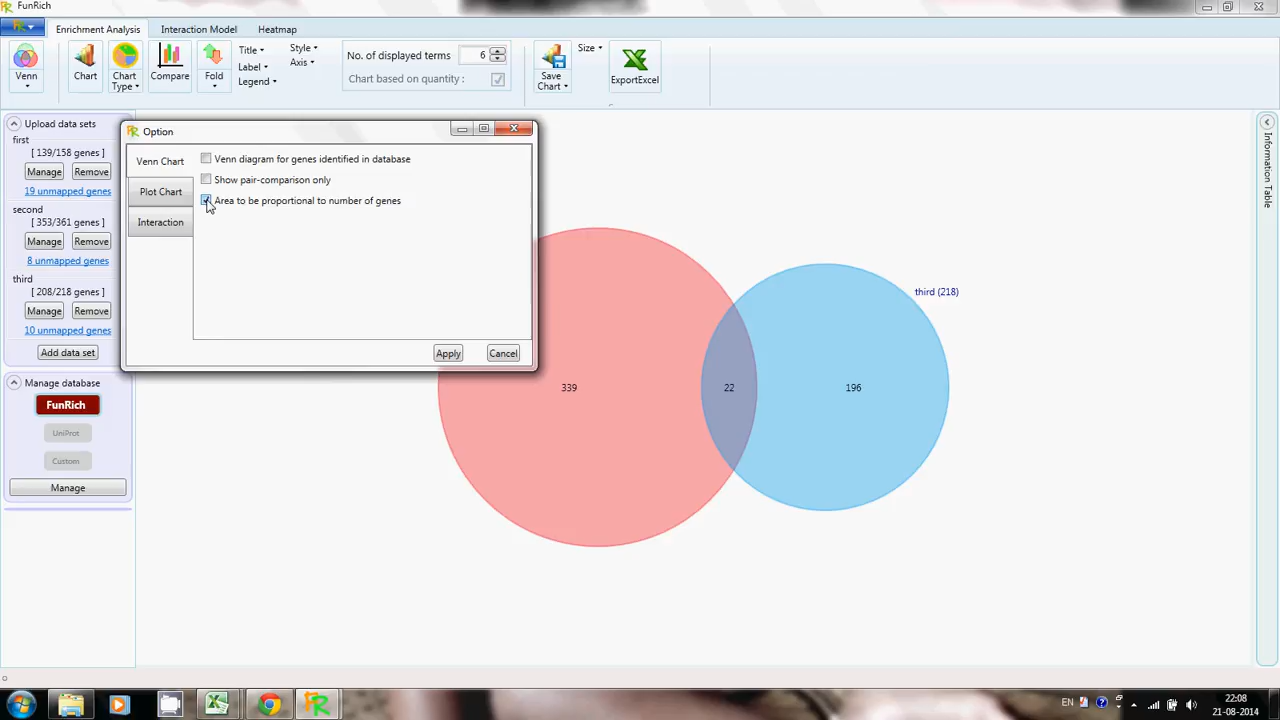 FunRich
Enrichment Analysis
Interaction Model
Heatmap
Venn
Chart
Chart
Type
Compare
Fold
Title
Label
Legend
Style
Axis
No. of displayed terms 6
Chart based on quantity :
Save
Chart
Size
ExportExcel
Upload data sets
first
[ 139/158 genes ]
Manage Remove
19 unmapped genes
second
[ 353/361 genes ]
Manage Remove
8 unmapped genes
third
[ 208/218 genes ]
Manage Remove
10 unmapped genes
Add data set
Manage database
FunRich
UniProt
Custom
Manage
Option
Venn Chart
Plot Chart
Interaction
Venn diagram for genes identified in database
Show pair-comparison only
Area to be proportional to number of genes
Apply Cancel
third (218)
339
22
196
Information Table
EN
22:08
21-08-2014